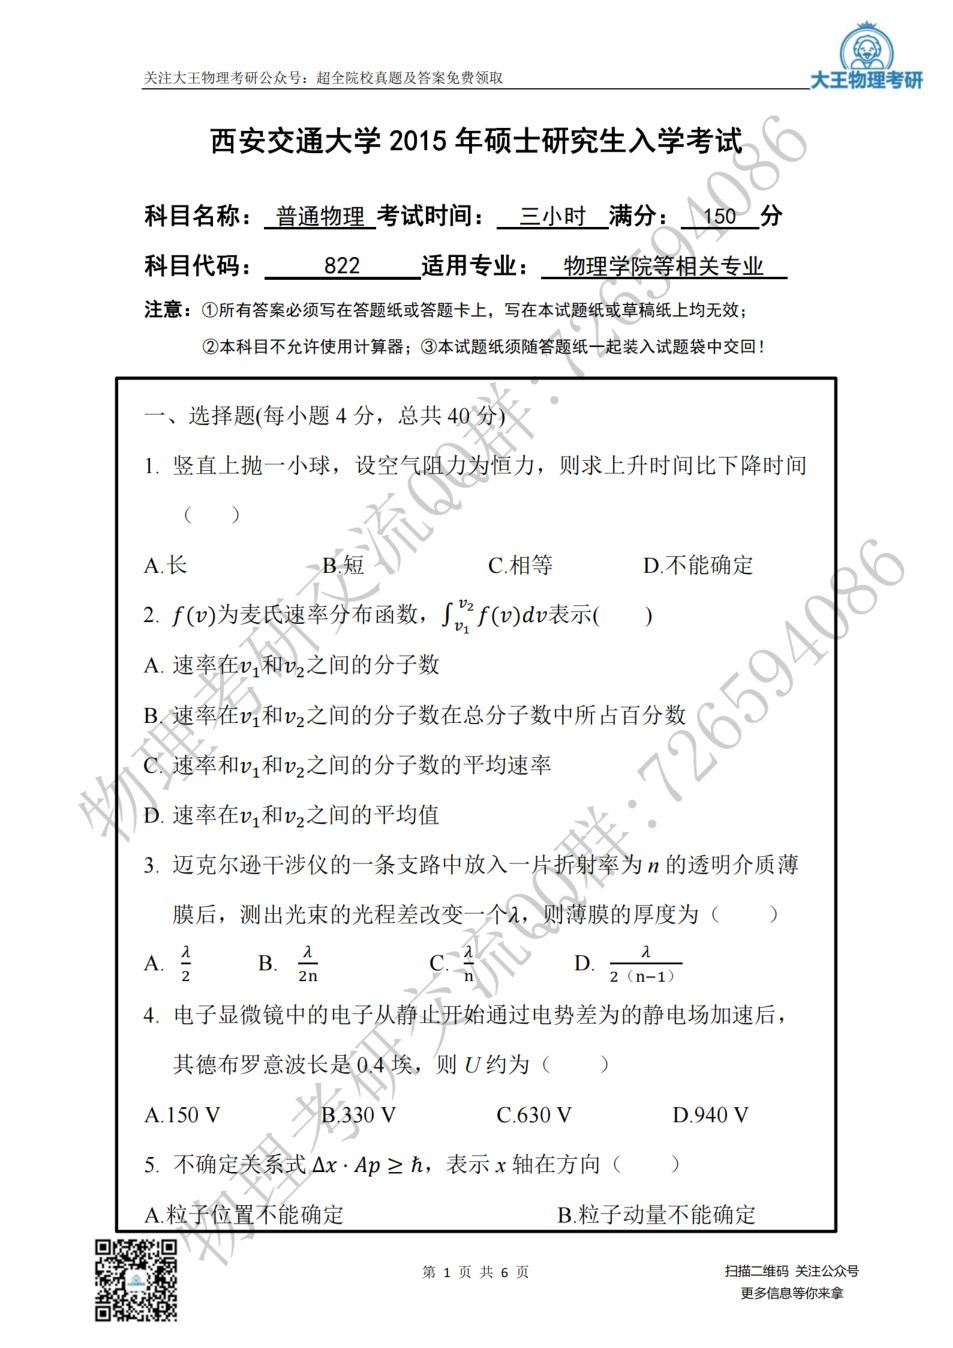 关注大王物理考研公众号：超全院校真题及答案免费领取
大王物理考研
西安交通大学 2015 年硕士研究生入学考试
科目名称： 普通物理 考试时间： 三小时 满分： 150 分
科目代码： 822 适用专业： 物理学院等相关专业
注意：①所有答案必须写在答题纸或答题卡上，写在本试题纸或草稿纸上均无效；
②本科目不允许使用计算器；③本试题纸须随答题纸一起装入试题袋中交回！
一、选择题(每小题 4 分，总共 40 分)
1. 竖直上抛一小球，设空气阻力为恒力，则求上升时间比下降时间
（ ）
A.长 B.短 C.相等 D.不能确定
2. f(v)为麦氏速率分布函数，∫_{v₁}^{v₂} f(v)dv表示( )
A. 速率在v₁和v₂之间的分子数
B. 速率在v₁和v₂之间的分子数在总分子数中所占百分数
C. 速率和v₁和v₂之间的分子数的平均速率
D. 速率在v₁和v₂之间的平均值
3. 迈克尔逊干涉仪的一条支路中放入一片折射率为 n 的透明介质薄
膜后，测出光束的光程差改变一个λ，则薄膜的厚度为（ ）
A. λ/2 B. λ/2n C. λ/n D. λ/2（n−1）
4. 电子显微镜中的电子从静止开始通过电势差为的静电场加速后，
其德布罗意波长是 0.4 埃，则 U 约为（ ）
A.150 V B.330 V C.630 V D.940 V
5. 不确定关系式 Δx · Ap ≥ ℏ，表示 x 轴在方向（ ）
A.粒子位置不能确定 B.粒子动量不能确定
物理考研交流QQ群：726594086
物理考研交流QQ群：726594086
大王物理考研
第 1 页 共 6 页
扫描二维码 关注公众号
更多信息等你来拿